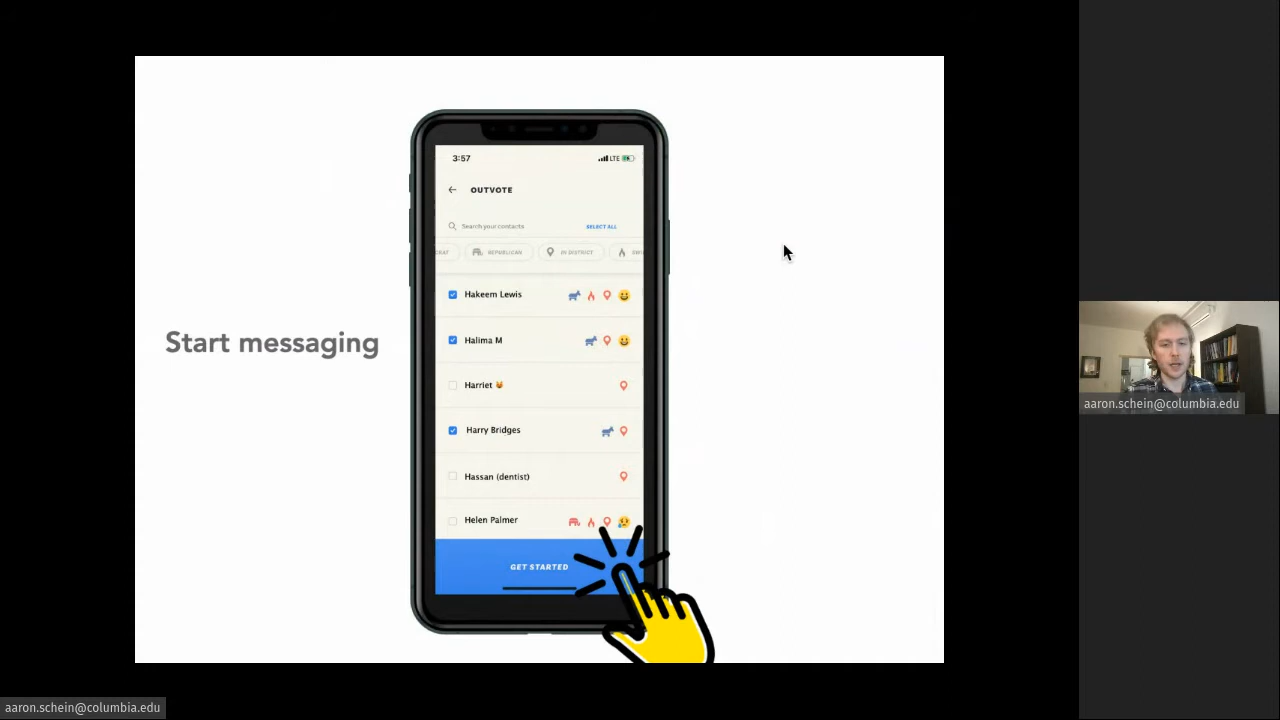 3:57
LTE
OUTVOTE
Search your contacts
SELECT ALL
REPUBLICAN
IN DISTRICT
Hakeem Lewis
Halima M
Start messaging
Harriet
Harry Bridges
Hassan (dentist)
Helen Palmer
GET STARTED
aaron.schein@columbia.edu
aaron.schein@columbia.edu